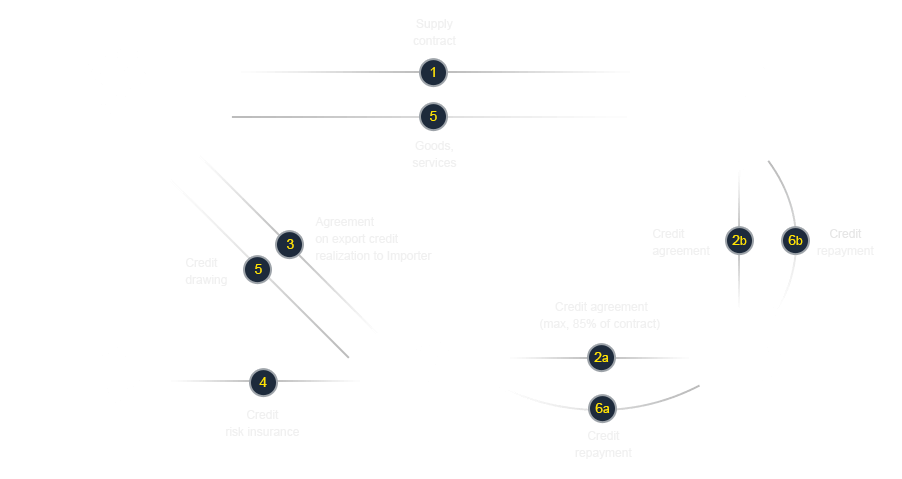 Supply
contract
1
5
Goods,
services
Agreement
on export credit
realization to Importer
3
Credit
drawing
5
Credit
agreement
2b
6b
Credit
repayment
Credit agreement
(max, 85% of contract)
2a
4
Credit
risk insurance
6a
Credit
repayment